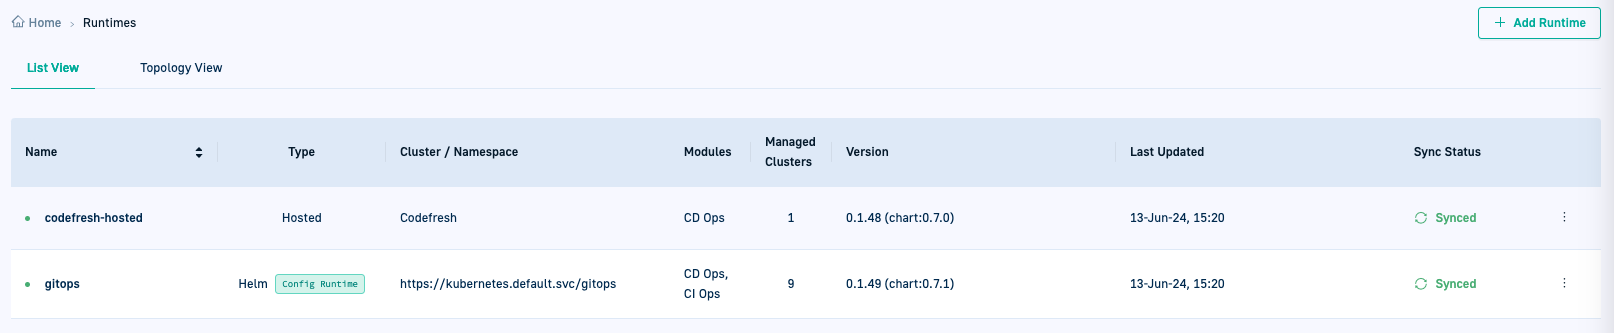 Home › Runtimes
+ Add Runtime
List View
Topology View
Name
Type
Cluster / Namespace
Modules
Managed
Clusters
Version
Last Updated
Sync Status
codefresh-hosted
Hosted
Codefresh
CD Ops
1
0.1.48 (chart:0.7.0)
13-Jun-24, 15:20
Synced
gitops
Helm
Config Runtime
https://kubernetes.default.svc/gitops
CD Ops,
CI Ops
9
0.1.49 (chart:0.7.1)
13-Jun-24, 15:20
Synced